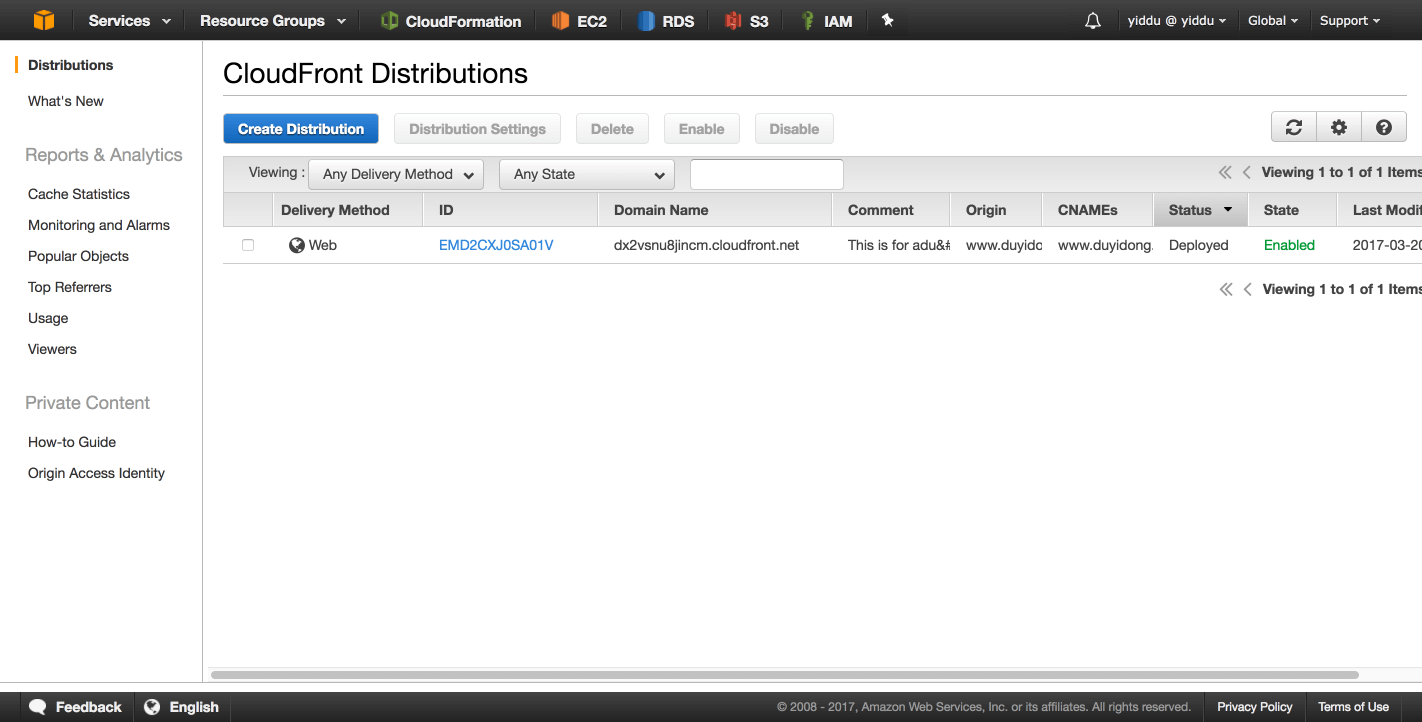 Services Resource Groups CloudFormation EC2 RDS S3 IAM yiddu @ yiddu Global Support
Distributions
What's New
Reports & Analytics
Cache Statistics
Monitoring and Alarms
Popular Objects
Top Referrers
Usage
Viewers
Private Content
How-to Guide
Origin Access Identity
CloudFront Distributions
Create Distribution Distribution Settings Delete Enable Disable
Viewing : Any Delivery Method Any State Viewing 1 to 1 of 1 Items
Delivery Method ID Domain Name Comment Origin CNAMEs Status State Last Modif
Web EMD2CXJ0SA01V dx2vsnu8jincm.cloudfront.net This is for adu&# www.duyidc www.duyidong. Deployed Enabled 2017-03-20
Viewing 1 to 1 of 1 Items
Feedback English © 2008 - 2017, Amazon Web Services, Inc. or its affiliates. All rights reserved. Privacy Policy Terms of Use